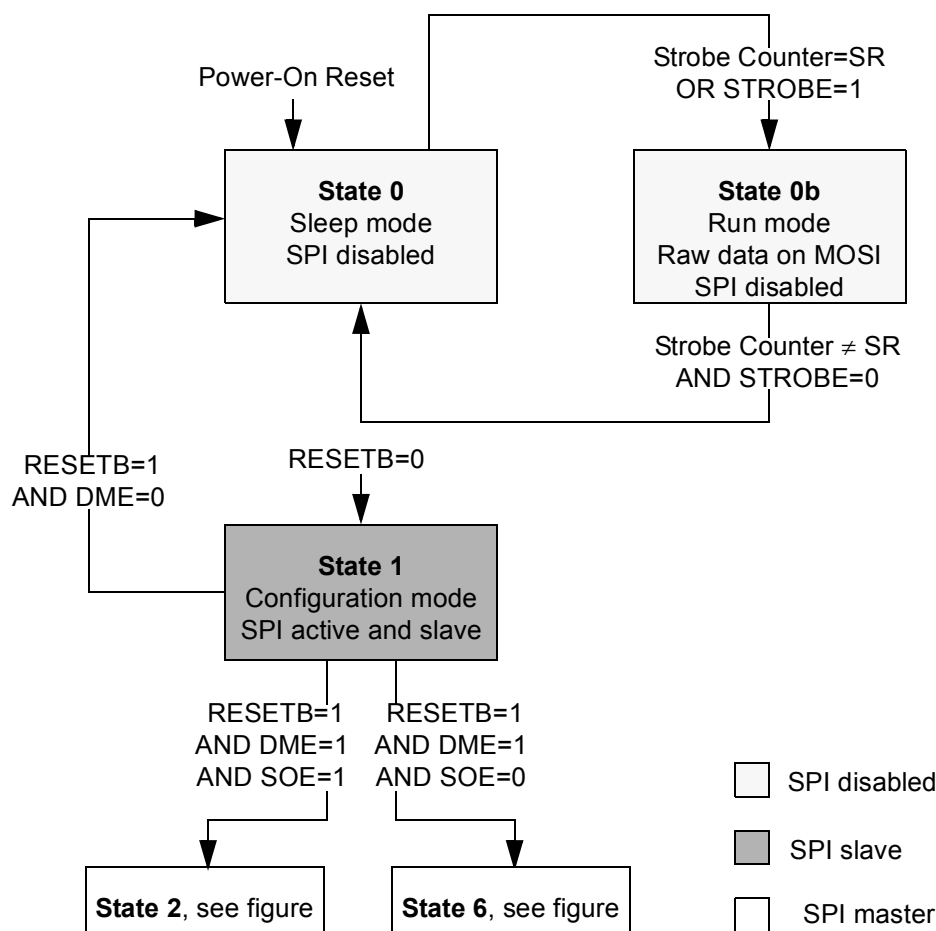 Power-On Reset
Strobe Counter=SR
OR STROBE=1
State 0
Sleep mode
SPI disabled
State 0b
Run mode
Raw data on MOSI
SPI disabled
Strobe Counter ≠ SR
AND STROBE=0
RESETB=1
AND DME=0
RESETB=0
State 1
Configuration mode
SPI active and slave
RESETB=1
AND DME=1
AND SOE=1
RESETB=1
AND DME=1
AND SOE=0
State 2, see figure
State 6, see figure
SPI disabled
SPI slave
SPI master